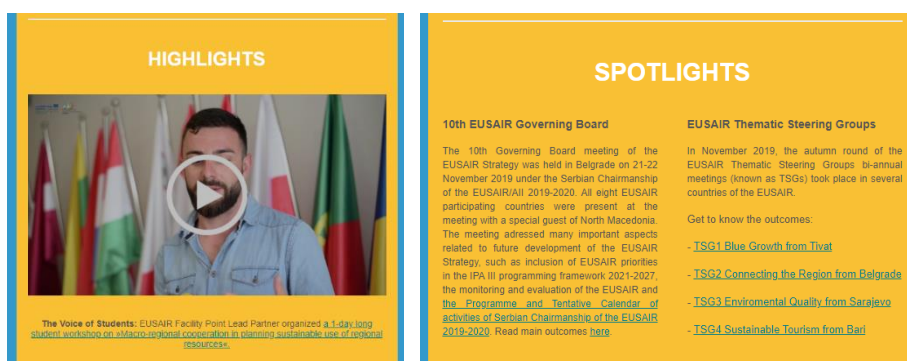 HIGHLIGHTS
The Voice of Students: EUSAIR Facility Point Lead Partner organized a 1-day long
student workshop on »Macro-regional cooperation in planning sustainable use of regional
resources«.
SPOTLIGHTS
10th EUSAIR Governing Board
The 10th Governing Board meeting of the
EUSAIR Strategy was held in Belgrade on 21-22
November 2019 under the Serbian Chairmanship
of the EUSAIR/AII 2019-2020. All eight EUSAIR
participating countries were present at the
meeting with a special guest of North Macedonia.
The meeting adressed many important aspects
related to future development of the EUSAIR
Strategy, such as inclusion of EUSAIR priorities
in the IPA III programming framework 2021-2027,
the monitoring and evaluation of the EUSAIR and
the Programme and Tentative Calendar of
activities of Serbian Chairmanship of the EUSAIR
2019-2020. Read main outcomes here.
EUSAIR Thematic Steering Groups
In November 2019, the autumn round of the
EUSAIR Thematic Steering Groups bi-annual
meetings (known as TSGs) took place in several
countries of the EUSAIR.
Get to know the outcomes:
- TSG1 Blue Growth from Tivat
- TSG2 Connecting the Region from Belgrade
- TSG3 Enviromental Quality from Sarajevo
- TSG4 Sustainable Tourism from Bari